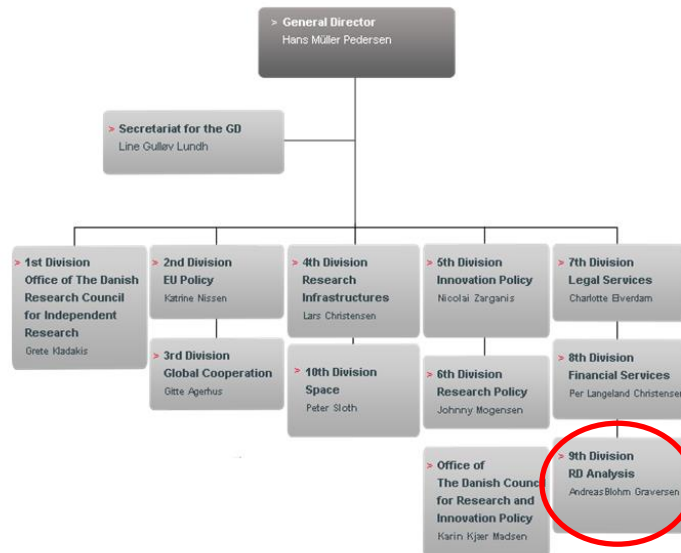 > General Director
Hans Müller Pedersen
> Secretariat for the GD
Line Gulløv Lundh
> 1st Division
Office of The Danish
Research Council
for Independent
Research
Grete Kladakis
> 2nd Division
EU Policy
Katrine Nissen
> 3rd Division
Global Cooperation
Gitte Agerhus
> 4th Division
Research
Infrastructures
Lars Christensen
> 10th Division
Space
Peter Sloth
> 5th Division
Innovation Policy
Nicolai Zarganis
> 6th Division
Research Policy
Johnny Mogensen
> Office of
The Danish Council
for Research and
Innovation Policy
Karin Kjær Madsen
> 7th Division
Legal Services
Charlotte Elverdam
> 8th Division
Financial Services
Per Langeland Christensen
> 9th Division
RD Analysis
AndreasBlohm Graversen